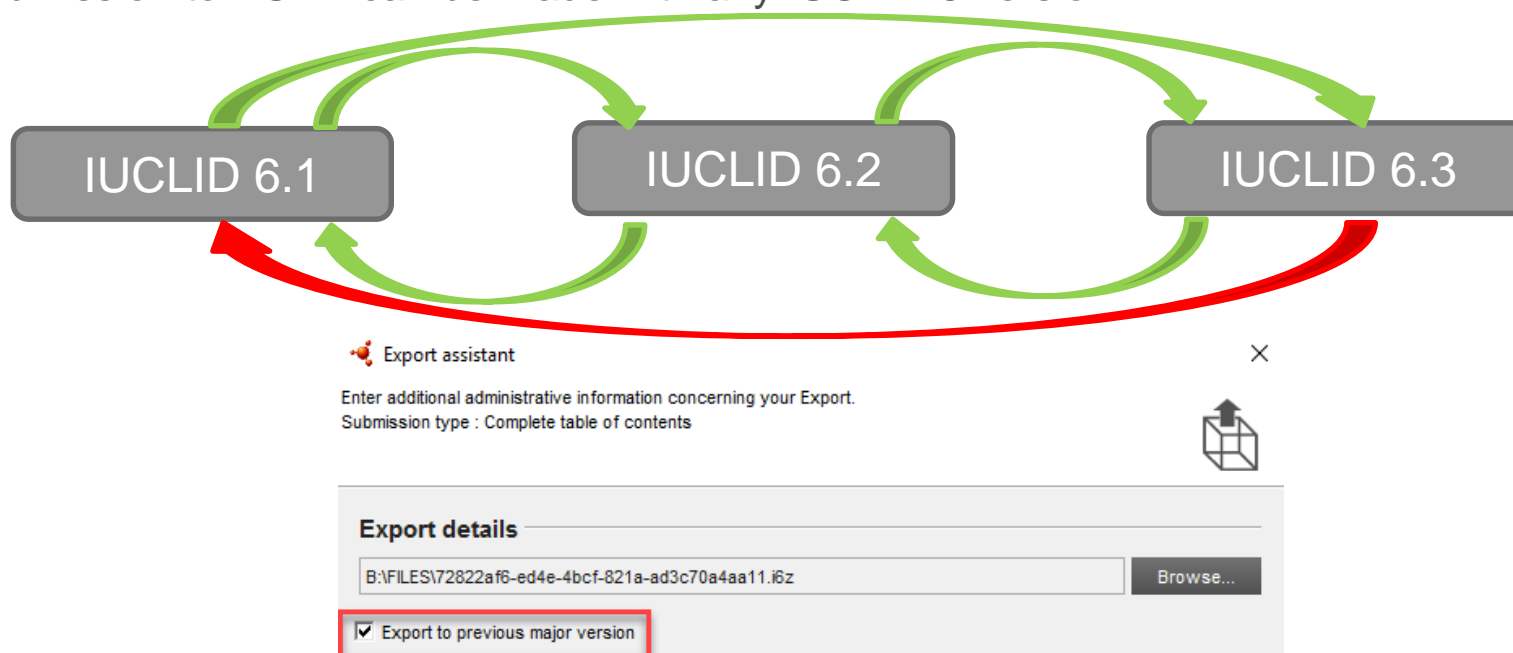 IUCLID 6.1
IUCLID 6.2
IUCLID 6.3
Export assistant
Enter additional administrative information concerning your Export.
Submission type : Complete table of contents
Export details
B:\FILES\72822af6-ed4e-4bcf-821a-ad3c70a4aa11.i6z
Browse...
Export to previous major version